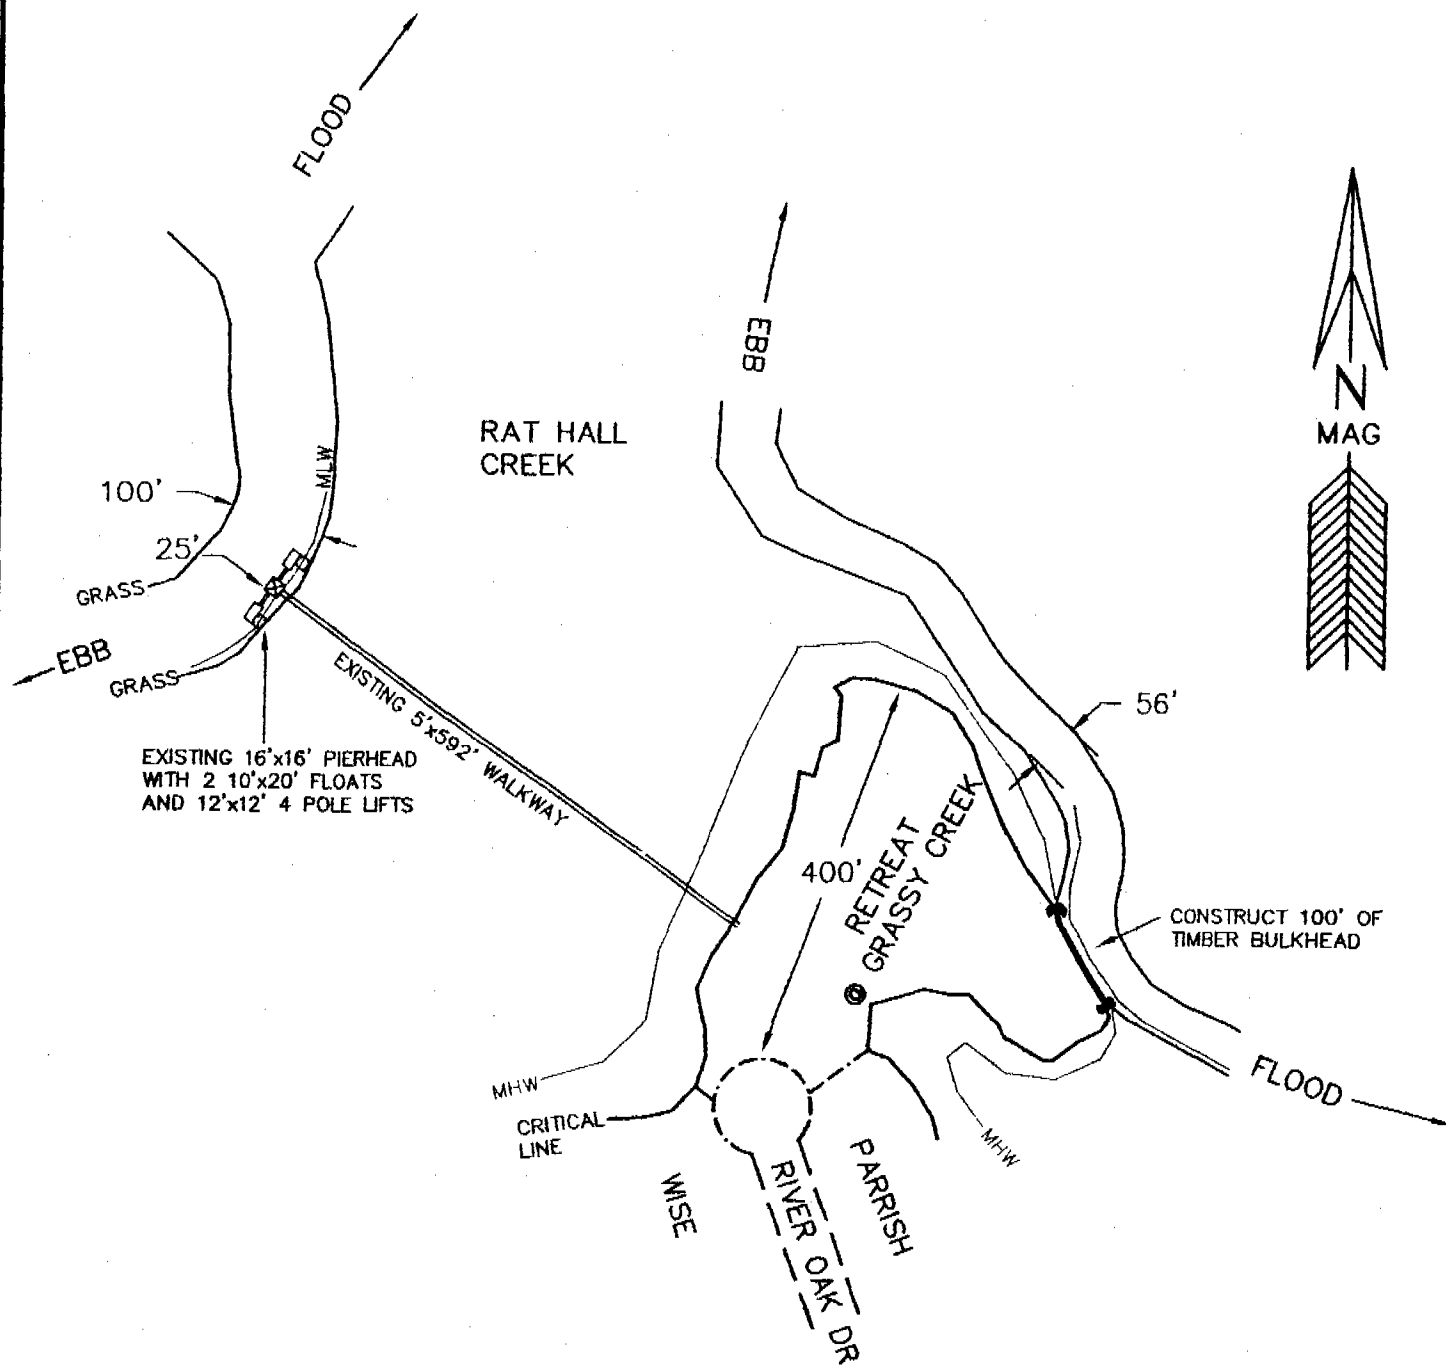 FLOOD
EBB
N
MAG
RAT HALL
CREEK
MLW
100'
25'
GRASS
EBB
GRASS
EXISTING 5'x592' WALKWAY
56'
EXISTING 16'x16' PIERHEAD
WITH 2 10'x20' FLOATS
AND 12'x12' 4 POLE LIFTS
400'
RETREAT
GRASSY CREEK
CONSTRUCT 100' OF
TIMBER BULKHEAD
MHW
FLOOD
CRITICAL
LINE
MHW
WISE
RIVER OAK DR
PARRISH